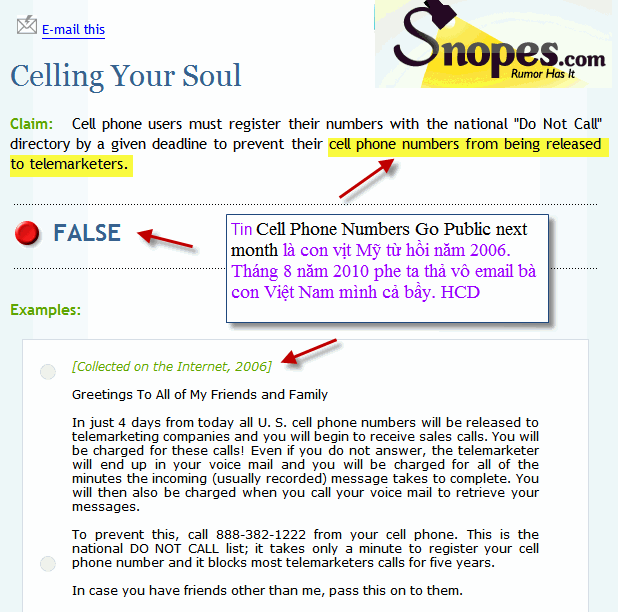 E-mail this
Snopes.com
Rumor Has It
Celling Your Soul
Claim: Cell phone users must register their numbers with the national "Do Not Call"
directory by a given deadline to prevent their cell phone numbers from being released
to telemarketers.
FALSE
Tin Cell Phone Numbers Go Public next
month là con vịt Mỹ từ hồi năm 2006.
Tháng 8 năm 2010 phe ta thả vô email bà
con Việt Nam mình cả bầy. HCD
Examples:
[Collected on the Internet, 2006]
Greetings To All of My Friends and Family
In just 4 days from today all U. S. cell phone numbers will be released to
telemarketing companies and you will begin to receive sales calls. You will
be charged for these calls! Even if you do not answer, the telemarketer
will end up in your voice mail and you will be charged for all of the
minutes the incoming (usually recorded) message takes to complete. You
will then also be charged when you call your voice mail to retrieve your
messages.
To prevent this, call 888-382-1222 from your cell phone. This is the
national DO NOT CALL list; it takes only a minute to register your cell
phone number and it blocks most telemarketers calls for five years.
In case you have friends other than me, pass this on to them.